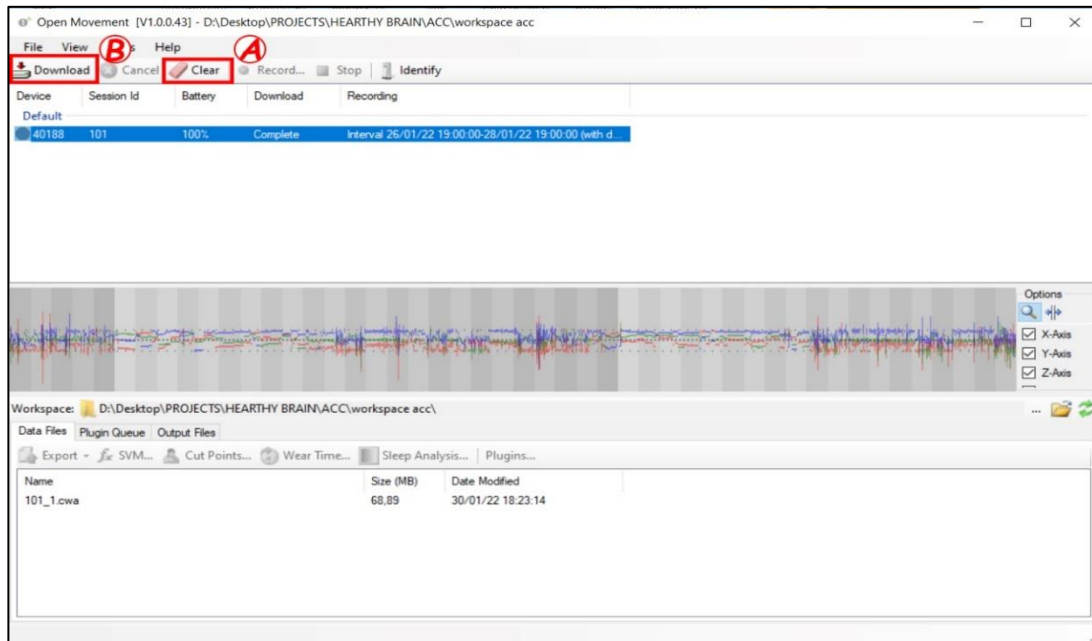 Open Movement [V1.0.0.43] - D:\Desktop\PROJECTS\HEARTHY BRAIN\ACC\workspace acc
File View Help
B A
Download Cancel Clear Record... Stop Identify
Device Session Id Battery Download Recording
Default
40188 101 100% Complete Interval 26/01/22 19:00:00-28/01/22 19:00:00 (with d...
Options
X-Axis
Y-Axis
Z-Axis
Workspace: D:\Desktop\PROJECTS\HEARTHY BRAIN\ACC\workspace acc\ ...
Data Files Plugin Queue Output Files
Export SVM... Cut Points... Wear Time... Sleep Analysis... Plugins...
Name Size (MB) Date Modified
101_1.cwa 68,89 30/01/22 18:23:14